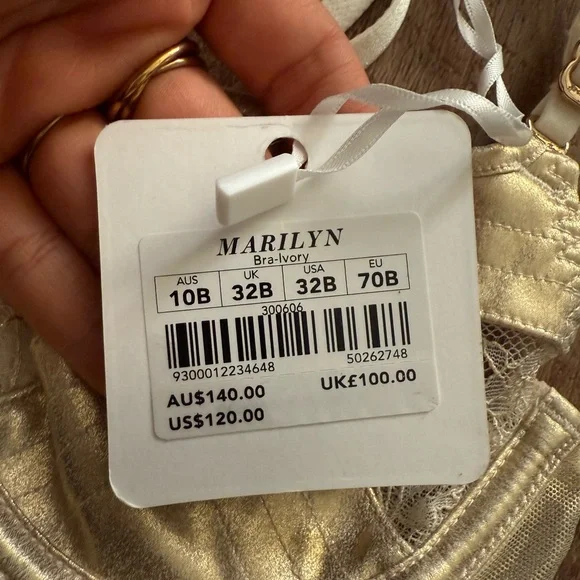 MARILYN
Bra-Ivory
AUS UK USA EU
10B 32B 32B 70B
300606
9300012234648 50262748
AU$140.00 UK£100.00
US$120.00